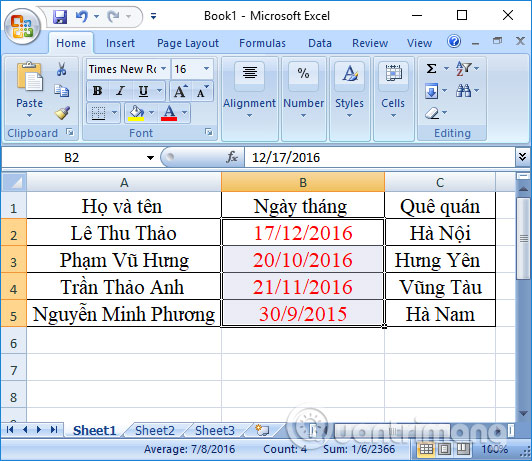 Book1 - Microsoft Excel
Home Insert Page Layout Formulas Data Review View
Paste
Times New Ro 16
B I U A A
A
Alignment
Number
%
Styles
Cells
Σ
Clipboard Font Editing
B2 fx 12/17/2016
A B C
1 Họ và tên Ngày tháng Quê quán
2 Lê Thu Thảo 17/12/2016 Hà Nội
3 Phạm Vũ Hưng 20/10/2016 Hưng Yên
4 Trần Thảo Anh 21/11/2016 Vũng Tàu
5 Nguyễn Minh Phương 30/9/2015 Hà Nam
6
7
8
Sheet1 Sheet2 Sheet3
Quantrimang
Average: 7/8/2016 Count: 4 Sum: 1/6/2366 100%